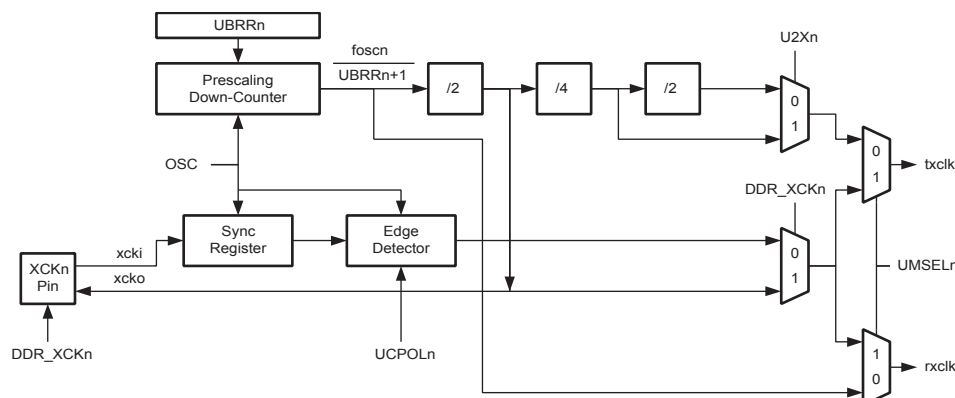 UBRRn
U2Xn
foscn
UBRRn+1
Prescaling
Down-Counter
/2
/4
/2
0
1
0
1
txclk
OSC
DDR_XCKn
Sync
Register
Edge
Detector
xcki
0
1
XCKn
Pin
xcko
UMSELn
DDR_XCKn
UCPOLn
1
0
rxclk